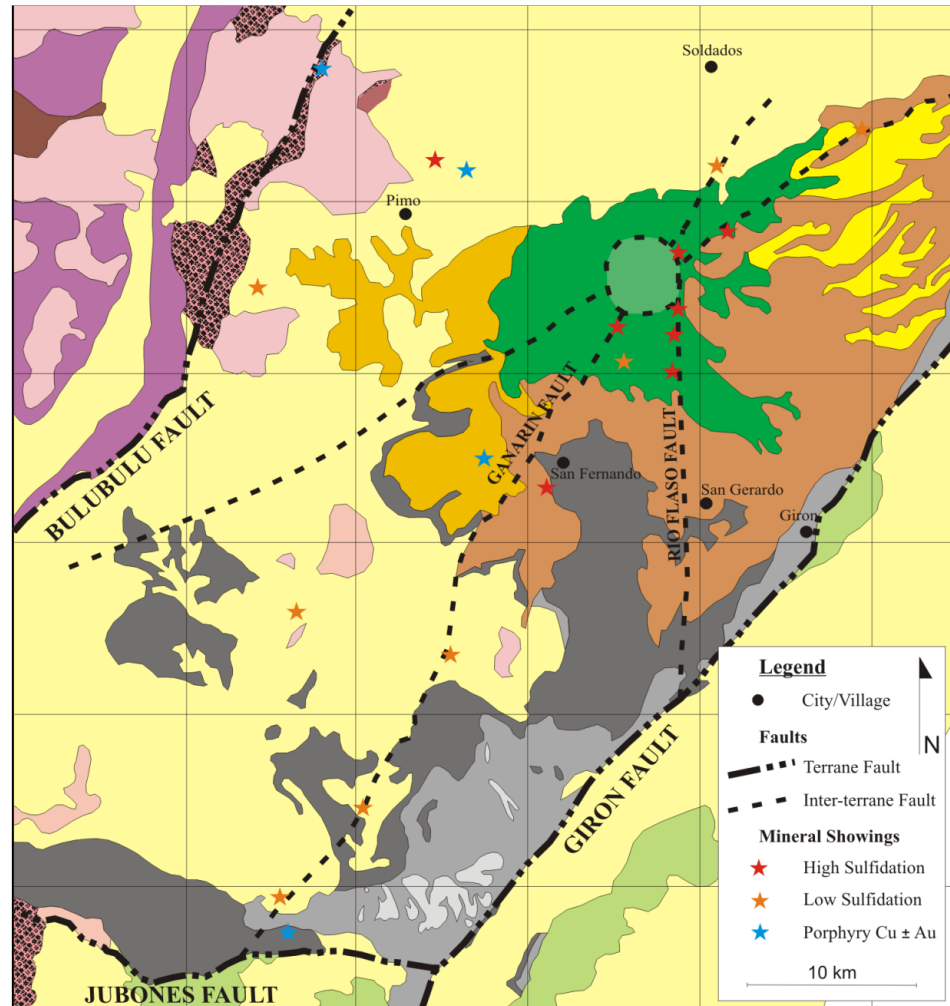 Soldados
Pimo
BULUBULU FAULT
GANARIN FAULT
San Fernando
RIO FLASO FAULT
San Gerardo
Giron
GIRON FAULT
JUBONES FAULT
Legend
City/Village
N
Faults
Terrane Fault
Inter-terrane Fault
Mineral Showings
High Sulfidation
Low Sulfidation
Porphyry Cu ± Au
10 km